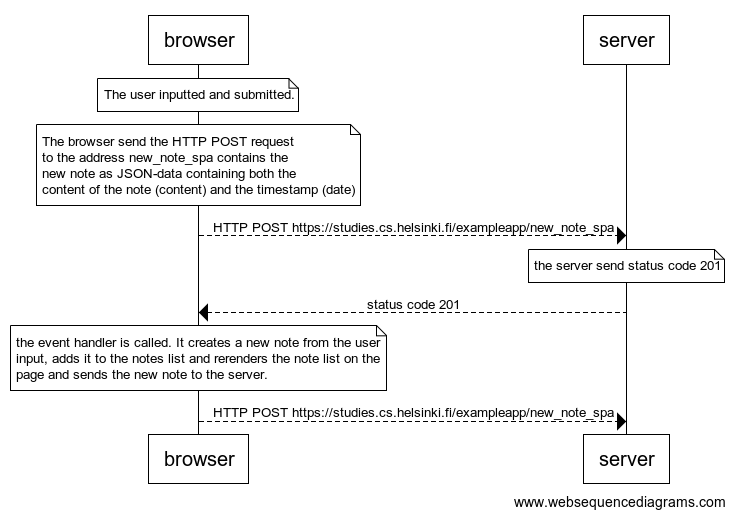 browser
server
The user inputted and submitted.
The browser send the HTTP POST request
to the address new_note_spa contains the
new note as JSON-data containing both the
content of the note (content) and the timestamp (date)
HTTP POST https://studies.cs.helsinki.fi/exampleapp/new_note_spa
the server send status code 201
status code 201
the event handler is called. It creates a new note from the user
input, adds it to the notes list and rerenders the note list on the
page and sends the new note to the server.
HTTP POST https://studies.cs.helsinki.fi/exampleapp/new_note_spa
browser
server
www.websequencediagrams.com